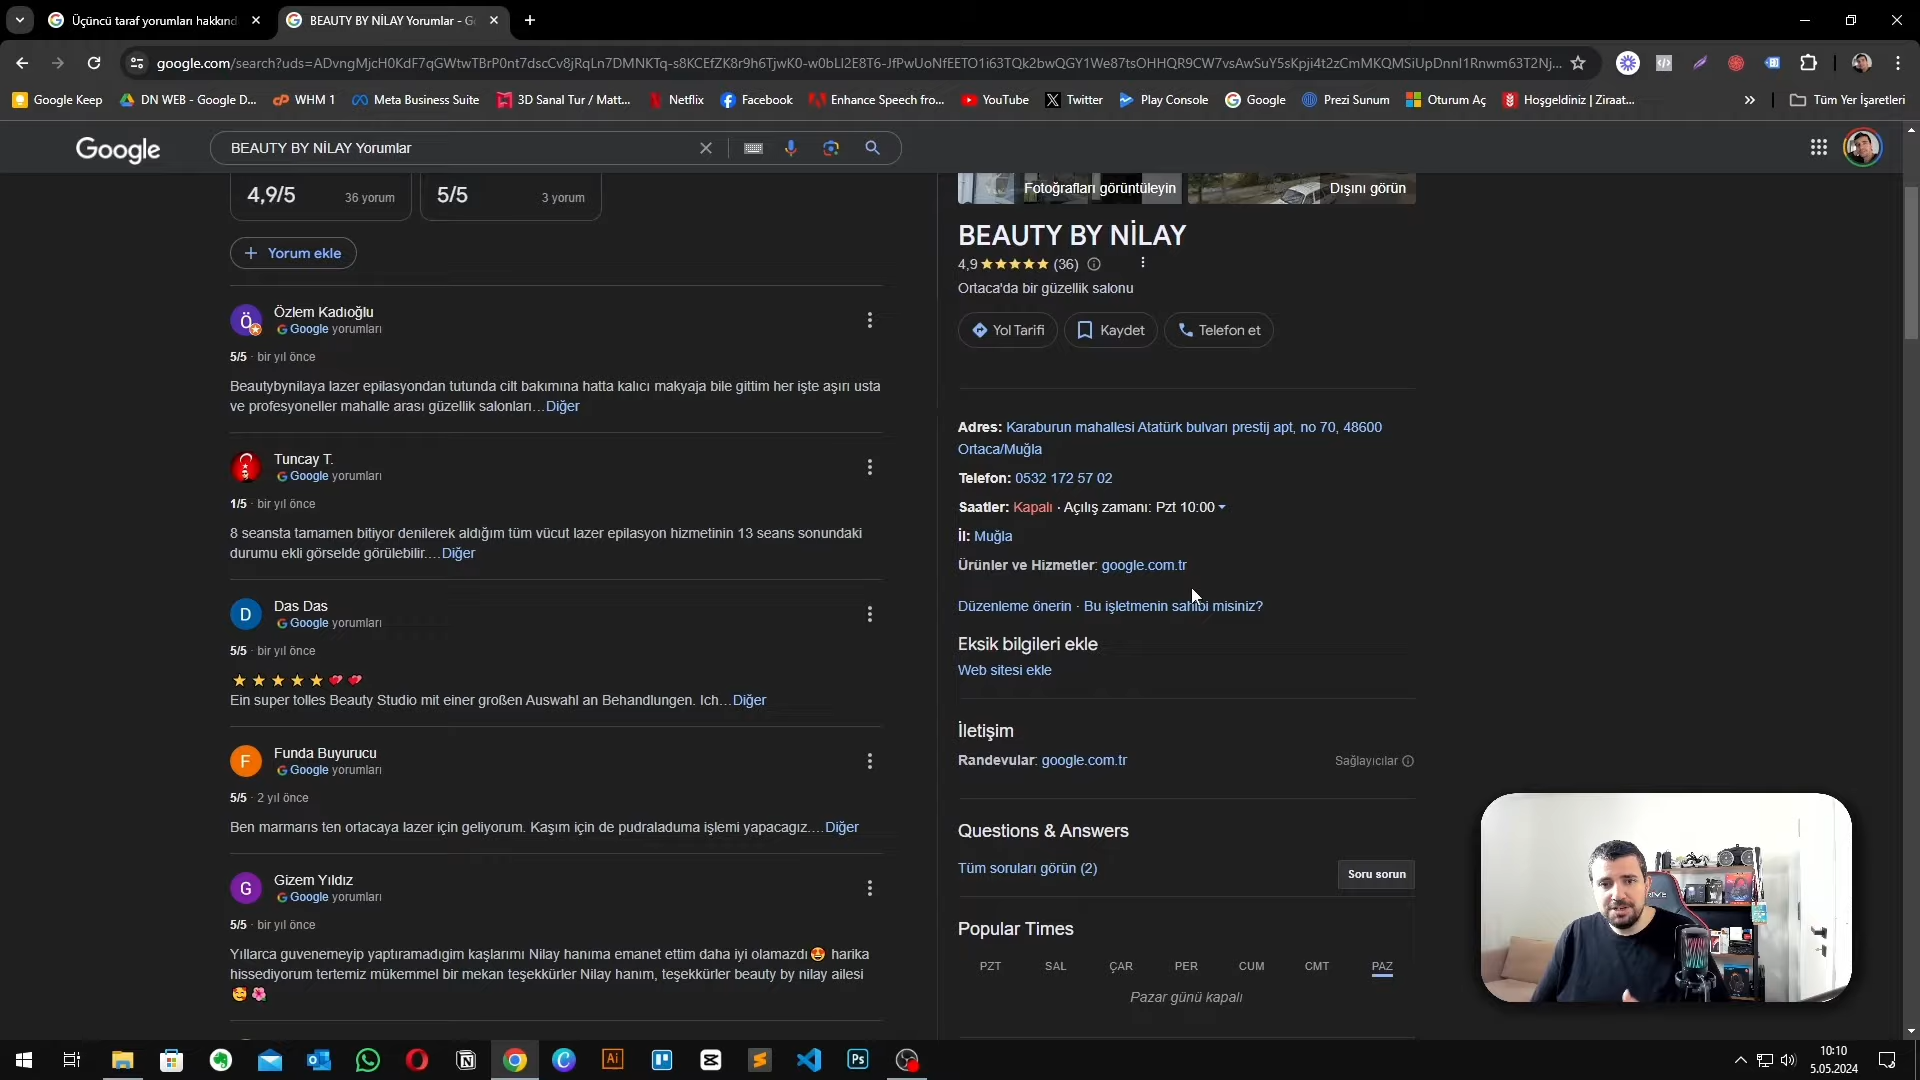 Üçüncü taraf yorumları hakkınd
BEAUTY BY NİLAY Yorumlar - G
google.com/search?uds=ADvngMjcH0KdF7qGWtwTBrP0nt7dscCv8jRqLn7DMNKTq-s8KCEfZK8r9h6TjwK0-w0bLI2E8T6-JfPwUoNfEETO1i63TQk2bwQGY1We87tsOHHQR9CW7vsAwSuY5sKpji4t2zCmMKQMSiUpDnnI1Rnwm63T2Nj...
Google Keep
DN WEB - Google D...
WHM 1
Meta Business Suite
3D Sanal Tur / Matt...
Netflix
Facebook
Enhance Speech fro...
YouTube
Twitter
Play Console
Google
Prezi Sunum
Oturum Aç
Hoşgeldiniz | Ziraat...
Tüm Yer İşaretleri
Google
BEAUTY BY NİLAY Yorumlar
4,9/5 36 yorum
5/5 3 yorum
Yorum ekle
Özlem Kadıoğlu
Google yorumları
5/5 · bir yıl önce
Beautybynilaya lazer epilasyondan tutunda cilt bakımına hatta kalıcı makyaja bile gittim her işte aşırı usta
ve profesyoneller mahalle arası güzellik salonları…Diğer
Tuncay T.
Google yorumları
1/5 · bir yıl önce
8 seansta tamamen bitiyor denilerek aldığım tüm vücut lazer epilasyon hizmetinin 13 seans sonundaki
durumu ekli görselde görülebilir.…Diğer
D
Das Das
Google yorumları
5/5 · bir yıl önce
Ein super tolles Beauty Studio mit einer großen Auswahl an Behandlungen. Ich…Diğer
F
Funda Buyurucu
Google yorumları
5/5 · 2 yıl önce
Ben marmarıs ten ortacaya lazer için geliyorum. Kaşım için de pudraladuma işlemi yapacagız.…Diğer
G
Gizem Yıldız
Google yorumları
5/5 · bir yıl önce
Yıllarca guvenemeyip yaptıramadıgim kaşlarımı Nilay hanıma emanet ettim daha iyi olamazdı 🤩 harika
hissediyorum tertemiz mükemmel bir mekan teşekkürler Nilay hanım, teşekkürler beauty by nilay ailesi
🥰 🌸
Fotoğrafları görüntüleyin
Dışını görün
BEAUTY BY NİLAY
4,9 ★★★★★ (36)
Ortaca'da bir güzellik salonu
Yol Tarifi
Kaydet
Telefon et
Adres: Karaburun mahallesi Atatürk bulvarı prestij apt, no 70, 48600
Ortaca/Muğla
Telefon: 0532 172 57 02
Saatler: Kapalı · Açılış zamanı: Pzt 10:00
İl: Muğla
Ürünler ve Hizmetler: google.com.tr
Düzenleme önerin · Bu işletmenin sahibi misiniz?
Eksik bilgileri ekle
Web sitesi ekle
İletişim
Randevular: google.com.tr
Sağlayıcılar
Questions & Answers
Tüm soruları görün (2)
Soru sorun
Popular Times
PZT SAL ÇAR PER CUM CMT PAZ
Pazar günü kapalı
10:10
5.05.2024